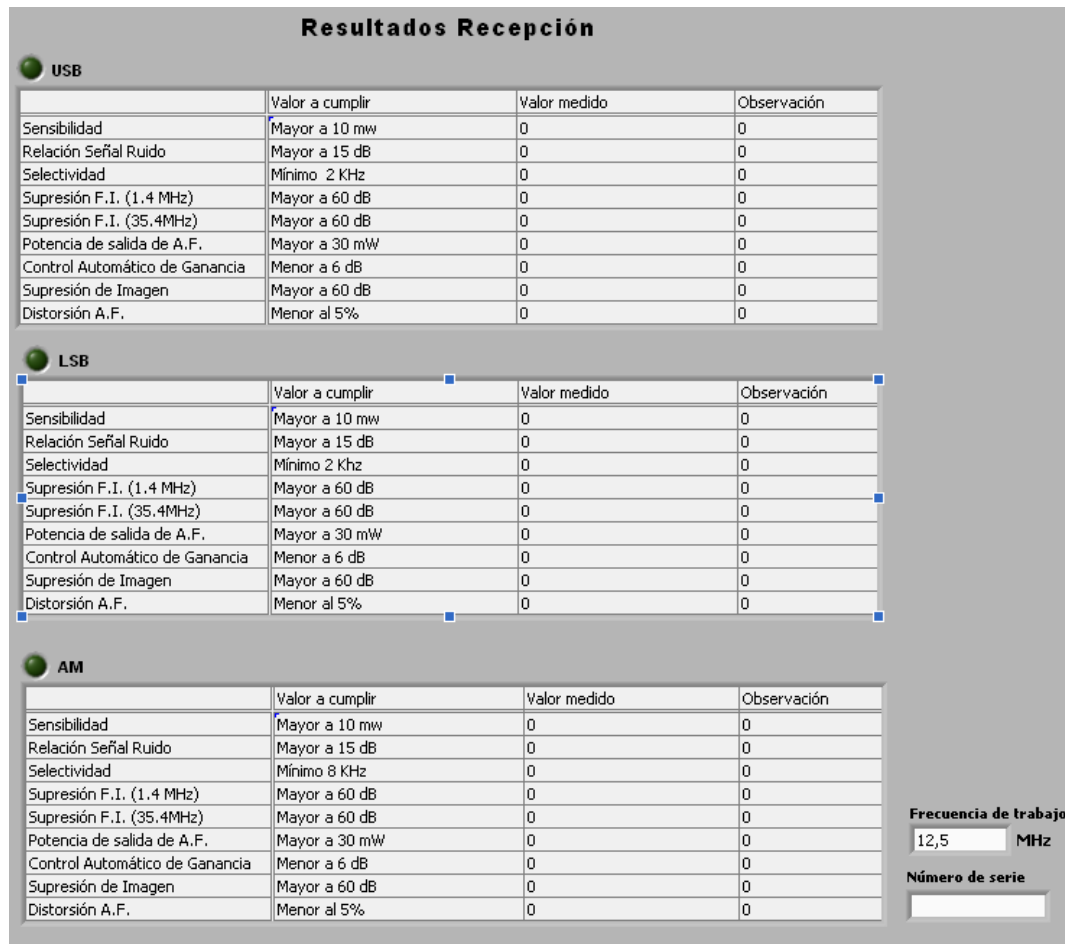 Resultados Recepción
USB
Valor a cumplir Valor medido Observación
Sensibilidad Mayor a 10 mw 0 0
Relación Señal Ruido Mayor a 15 dB 0 0
Selectividad Mínimo  2 KHz 0 0
Supresión F.I. (1.4 MHz) Mayor a 60 dB 0 0
Supresión F.I. (35.4MHz) Mayor a 60 dB 0 0
Potencia de salida de A.F. Mayor a 30 mW 0 0
Control Automático de Ganancia Menor a 6 dB 0 0
Supresión de Imagen Mayor a 60 dB 0 0
Distorsión A.F. Menor al 5% 0 0
LSB
Valor a cumplir Valor medido Observación
Sensibilidad Mayor a 10 mw 0 0
Relación Señal Ruido Mayor a 15 dB 0 0
Selectividad Mínimo 2 Khz 0 0
Supresión F.I. (1.4 MHz) Mayor a 60 dB 0 0
Supresión F.I. (35.4MHz) Mayor a 60 dB 0 0
Potencia de salida de A.F. Mayor a 30 mW 0 0
Control Automático de Ganancia Menor a 6 dB 0 0
Supresión de Imagen Mayor a 60 dB 0 0
Distorsión A.F. Menor al 5% 0 0
AM
Valor a cumplir Valor medido Observación
Sensibilidad Mayor a 10 mw 0 0
Relación Señal Ruido Mayor a 15 dB 0 0
Selectividad Mínimo 8 KHz 0 0
Supresión F.I. (1.4 MHz) Mayor a 60 dB 0 0
Supresión F.I. (35.4MHz) Mayor a 60 dB 0 0
Potencia de salida de A.F. Mayor a 30 mW 0 0
Control Automático de Ganancia Menor a 6 dB 0 0
Supresión de Imagen Mayor a 60 dB 0 0
Distorsión A.F. Menor al 5% 0 0
Frecuencia de trabajo
12,5 MHz
Número de serie